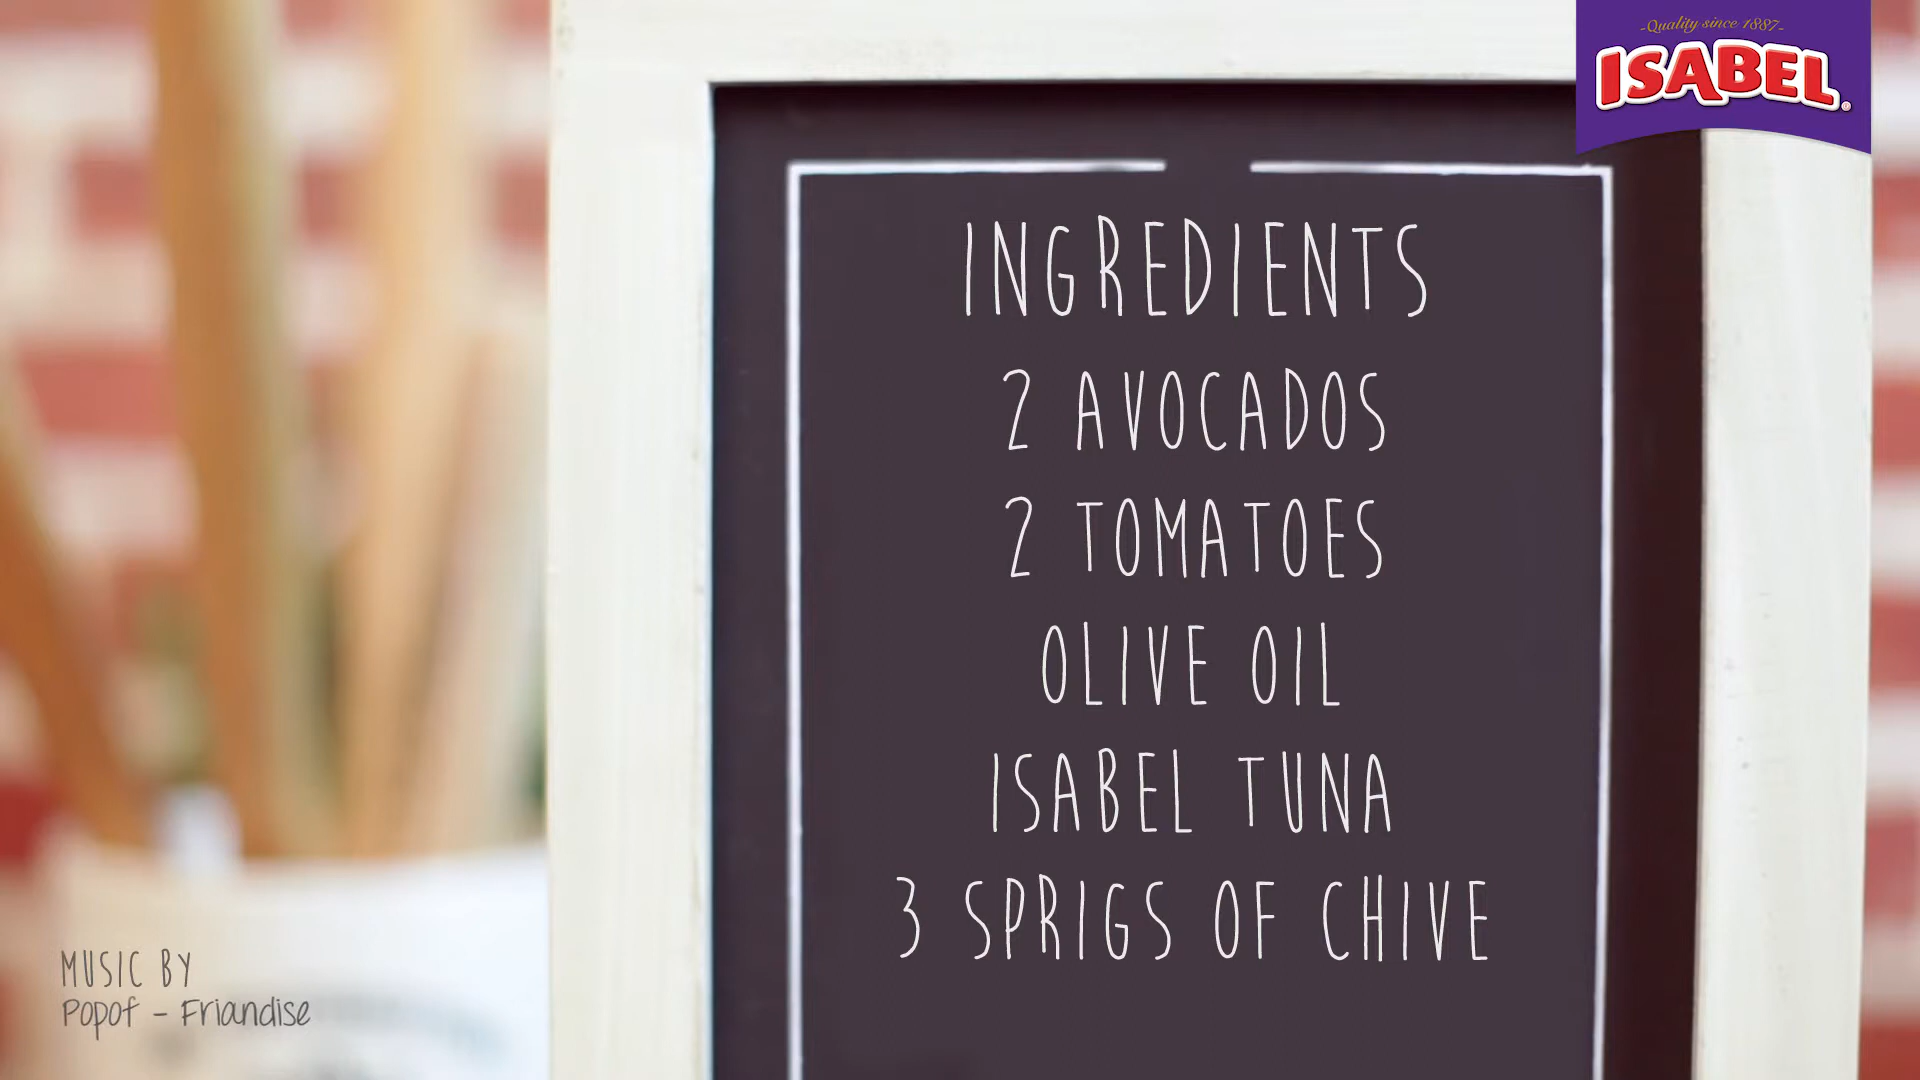 -Quality since 1887-
ISABEL®
INGREDIENTS
2 AVOCADOS
2 TOMATOES
OLIVE OIL
ISABEL TUNA
3 SPRIGS OF CHIVE
MUSIC BY
Popof - Friandise